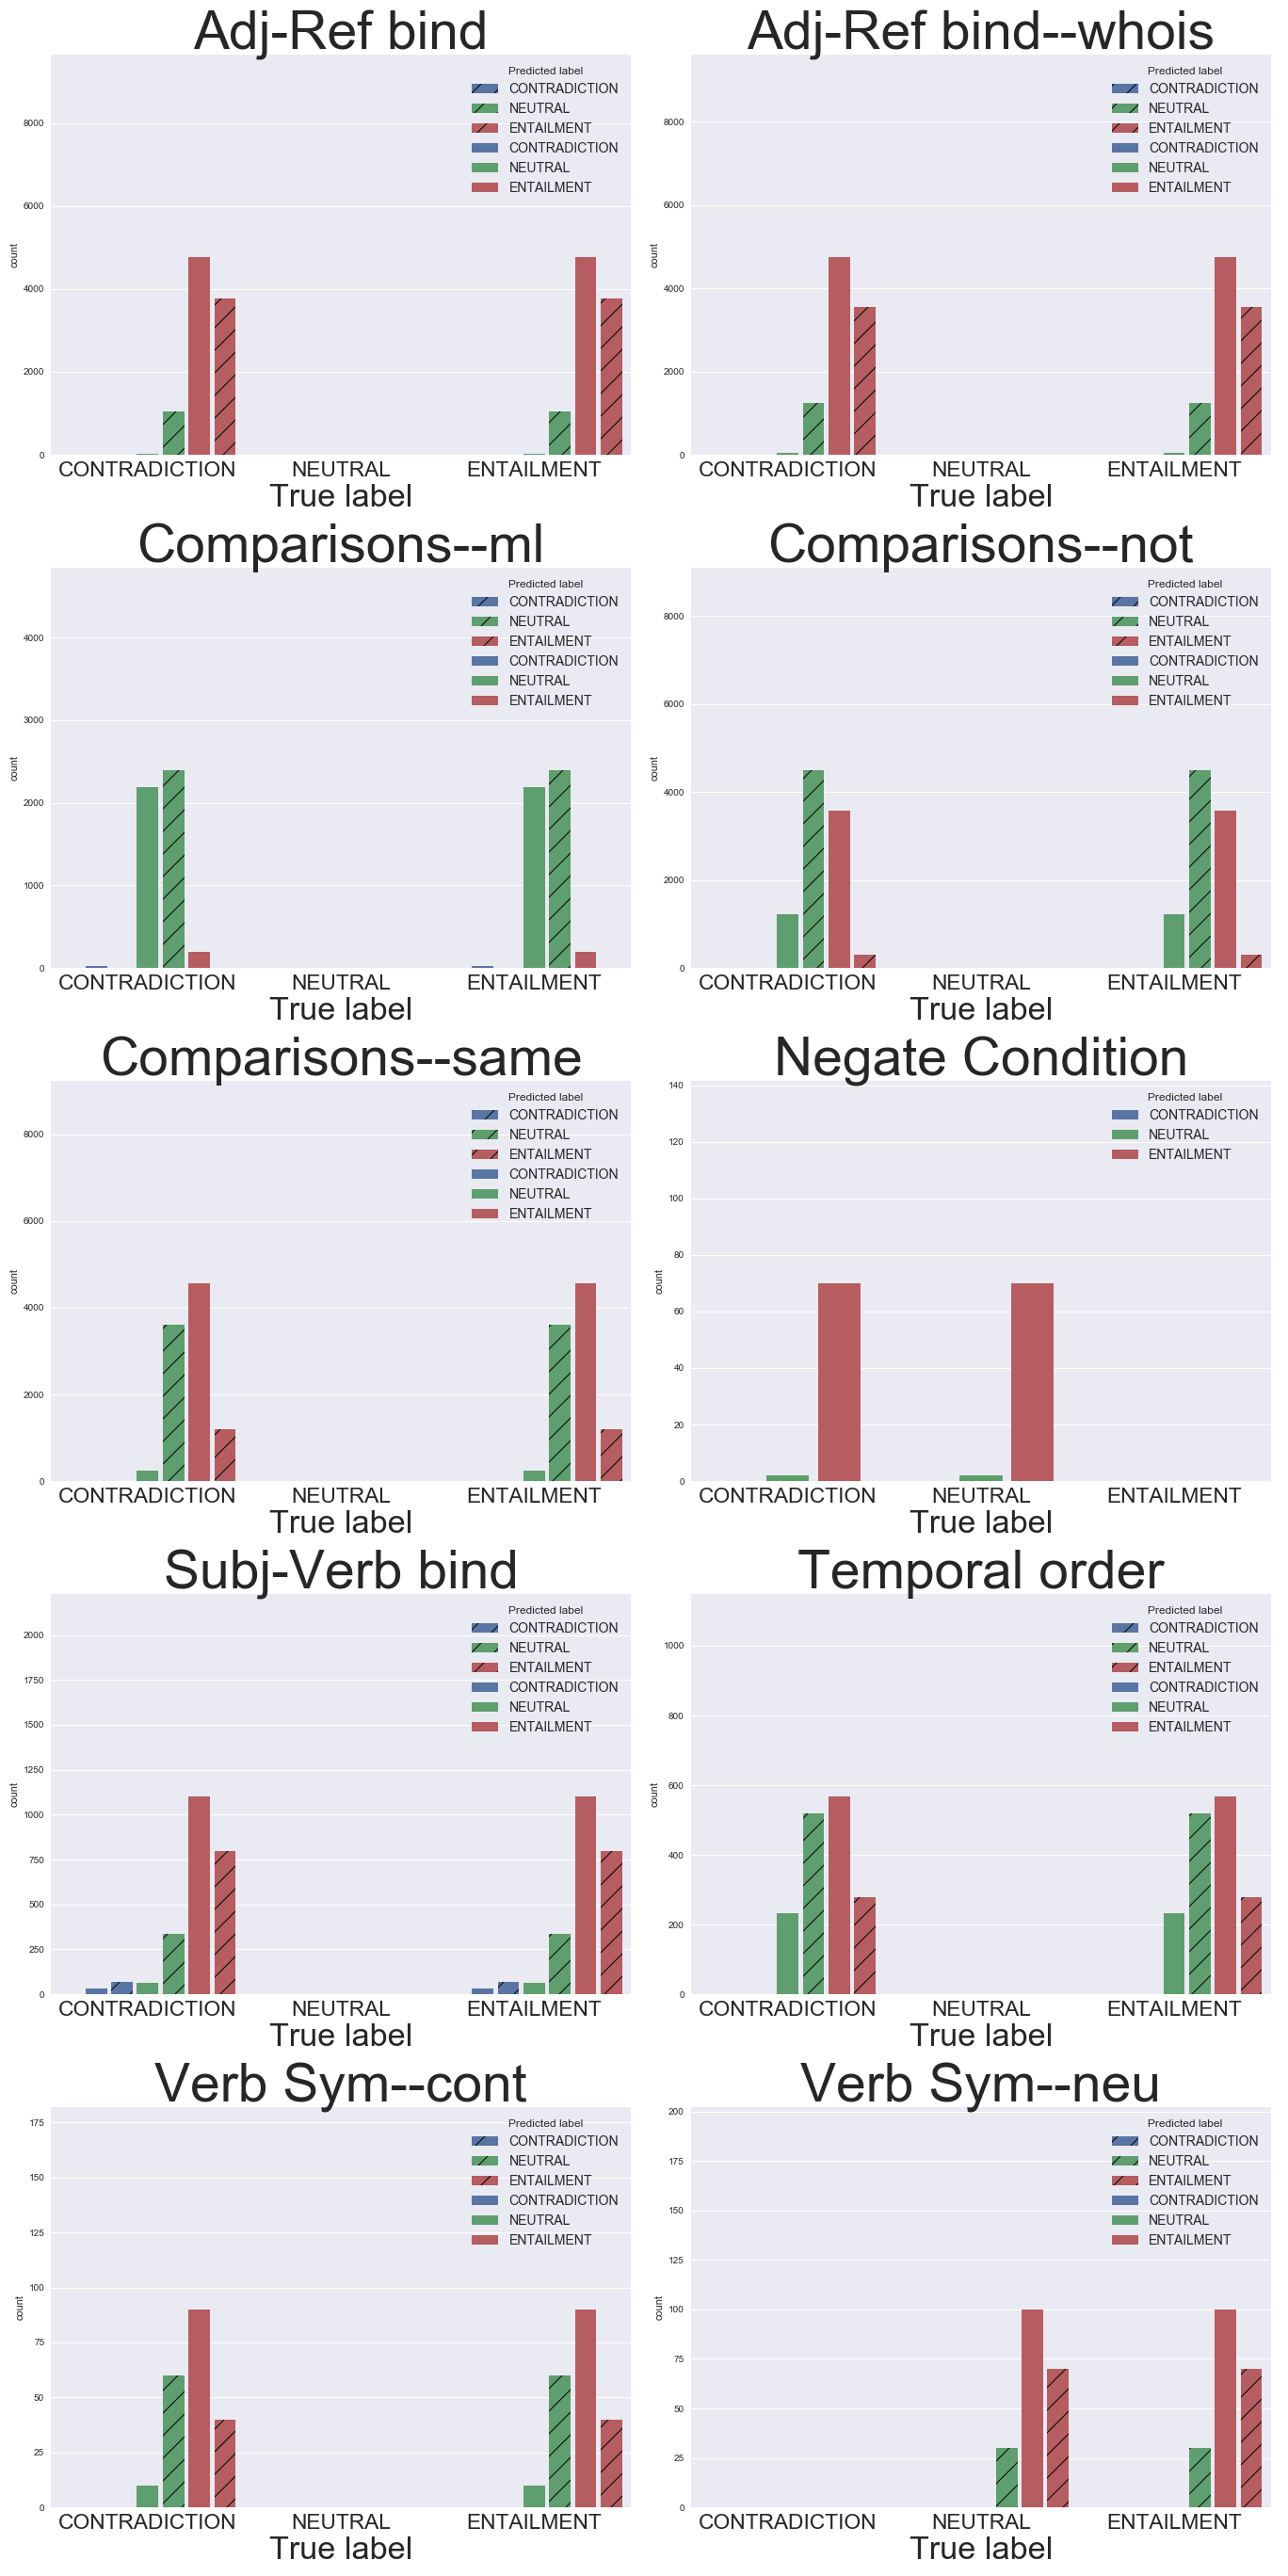 Adj-Ref bind
Predicted label
CONTRADICTION
NEUTRAL
ENTAILMENT
CONTRADICTION
NEUTRAL
ENTAILMENT
8000
6000
4000
2000
0
count
CONTRADICTION NEUTRAL ENTAILMENT
True label
Adj-Ref bind--whois
Predicted label
CONTRADICTION
NEUTRAL
ENTAILMENT
CONTRADICTION
NEUTRAL
ENTAILMENT
8000
6000
4000
2000
0
count
CONTRADICTION NEUTRAL ENTAILMENT
True label
Comparisons--ml
Predicted label
CONTRADICTION
NEUTRAL
ENTAILMENT
CONTRADICTION
NEUTRAL
ENTAILMENT
4000
3000
2000
1000
0
count
CONTRADICTION NEUTRAL ENTAILMENT
True label
Comparisons--not
Predicted label
CONTRADICTION
NEUTRAL
ENTAILMENT
CONTRADICTION
NEUTRAL
ENTAILMENT
8000
6000
4000
2000
0
count
CONTRADICTION NEUTRAL ENTAILMENT
True label
Comparisons--same
Predicted label
CONTRADICTION
NEUTRAL
ENTAILMENT
CONTRADICTION
NEUTRAL
ENTAILMENT
8000
6000
4000
2000
0
count
CONTRADICTION NEUTRAL ENTAILMENT
True label
Negate Condition
Predicted label
CONTRADICTION
NEUTRAL
ENTAILMENT
140
120
100
80
60
40
20
0
count
CONTRADICTION NEUTRAL ENTAILMENT
True label
Subj-Verb bind
Predicted label
CONTRADICTION
NEUTRAL
ENTAILMENT
CONTRADICTION
NEUTRAL
ENTAILMENT
2000
1750
1500
1250
1000
750
500
250
0
count
CONTRADICTION NEUTRAL ENTAILMENT
True label
Temporal order
Predicted label
CONTRADICTION
NEUTRAL
ENTAILMENT
CONTRADICTION
NEUTRAL
ENTAILMENT
1000
800
600
400
200
0
count
CONTRADICTION NEUTRAL ENTAILMENT
True label
Verb Sym--cont
Predicted label
CONTRADICTION
NEUTRAL
ENTAILMENT
CONTRADICTION
NEUTRAL
ENTAILMENT
175
150
125
100
75
50
25
0
count
CONTRADICTION NEUTRAL ENTAILMENT
True label
Verb Sym--neu
Predicted label
CONTRADICTION
NEUTRAL
ENTAILMENT
CONTRADICTION
NEUTRAL
ENTAILMENT
200
175
150
125
100
75
50
25
0
count
CONTRADICTION NEUTRAL ENTAILMENT
True label